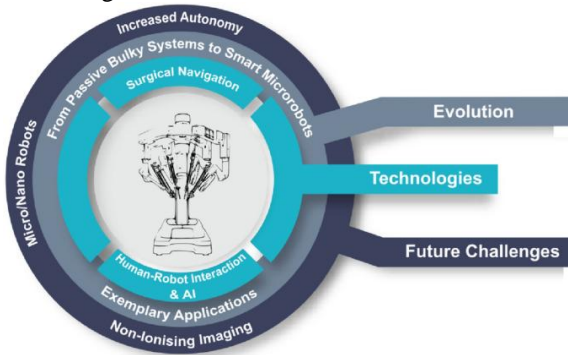 Increased Autonomy
From Passive Bulky Systems to Smart Microrobots
Surgical Navigation
Micro/Nano Robots
Evolution
Technologies
Future Challenges
Human-Robot Interaction
& AI
Exemplary Applications
Non-Ionising Imaging